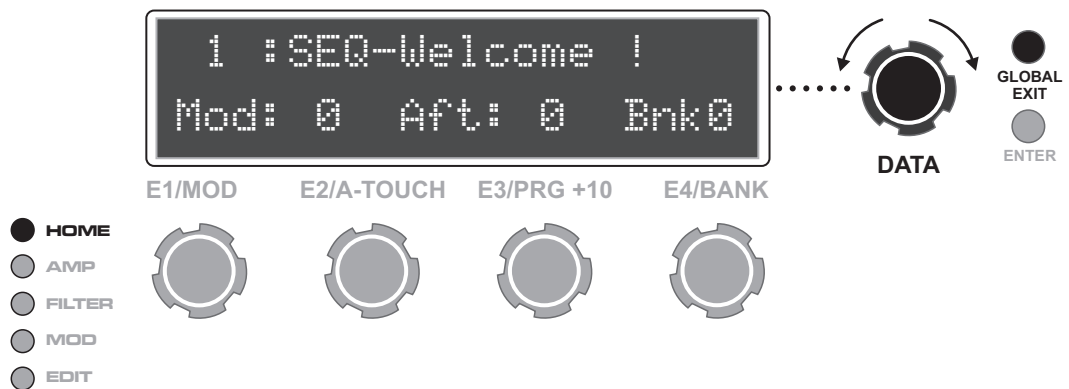 1 :SEQ-Welcome !
Mod: 0 Aft: 0 Bnk0
GLOBAL
EXIT
ENTER
DATA
E1/MOD E2/A-TOUCH E3/PRG +10 E4/BANK
HOME
AMP
FILTER
MOD
EDIT